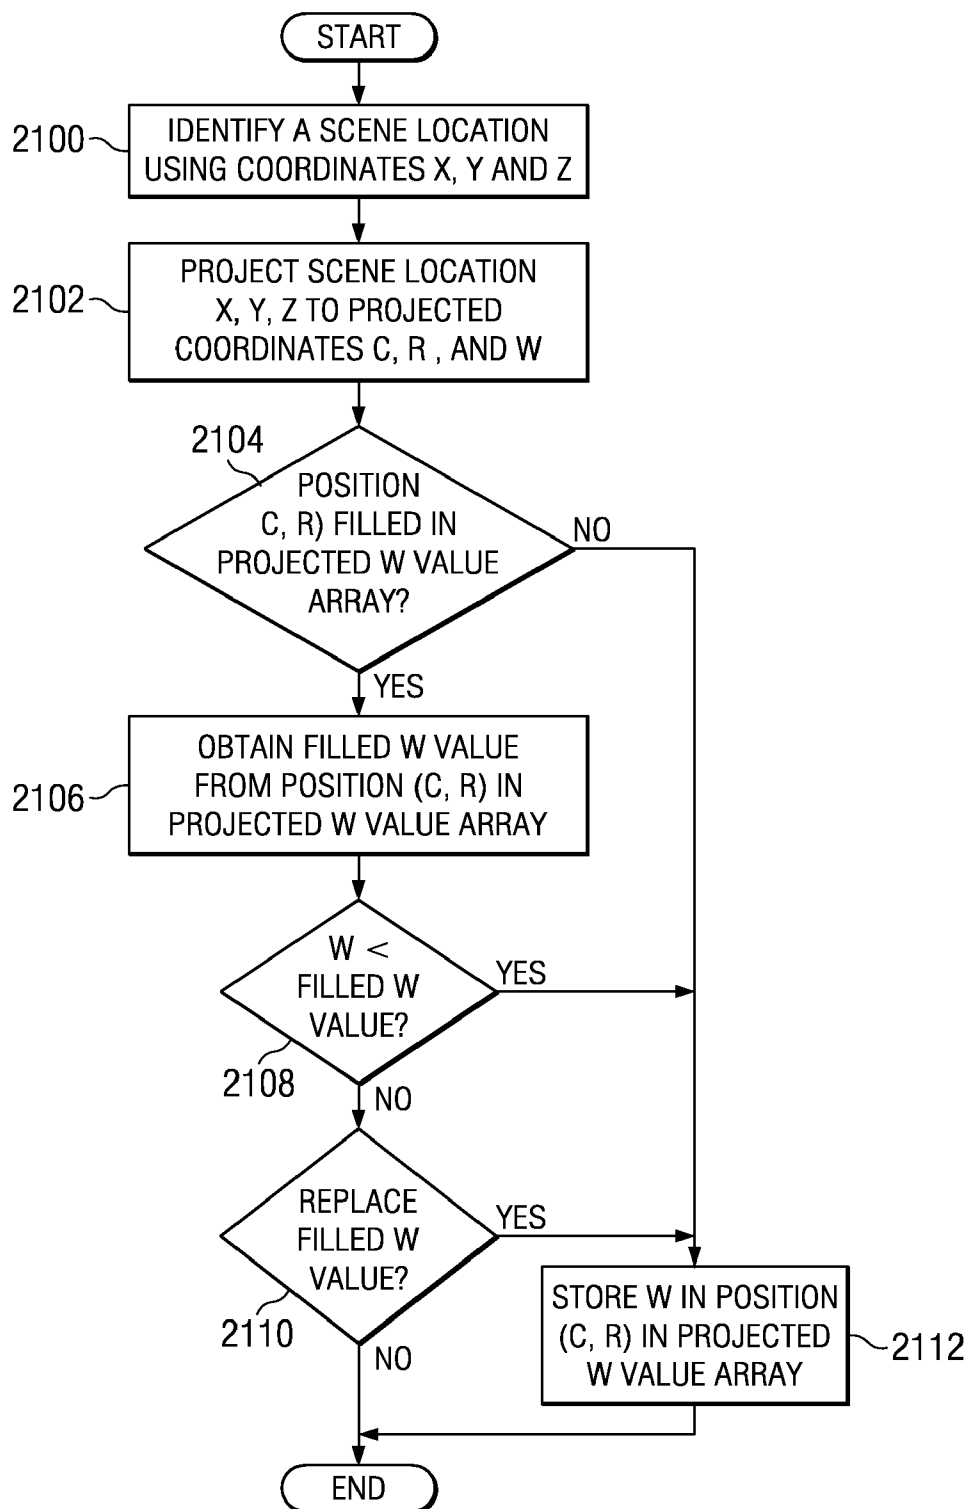 START
2100
IDENTIFY A SCENE LOCATION
USING COORDINATES X, Y AND Z
2102
PROJECT SCENE LOCATION
X, Y, Z TO PROJECTED
COORDINATES C, R , AND W
2104
POSITION
C, R) FILLED IN
PROJECTED W VALUE
ARRAY?
NO
YES
2106
OBTAIN FILLED W VALUE
FROM POSITION (C, R) IN
PROJECTED W VALUE ARRAY
W <
FILLED W
VALUE?
YES
2108
NO
REPLACE
FILLED W
VALUE?
YES
2110
NO
STORE W IN POSITION
(C, R) IN PROJECTED
W VALUE ARRAY
2112
END